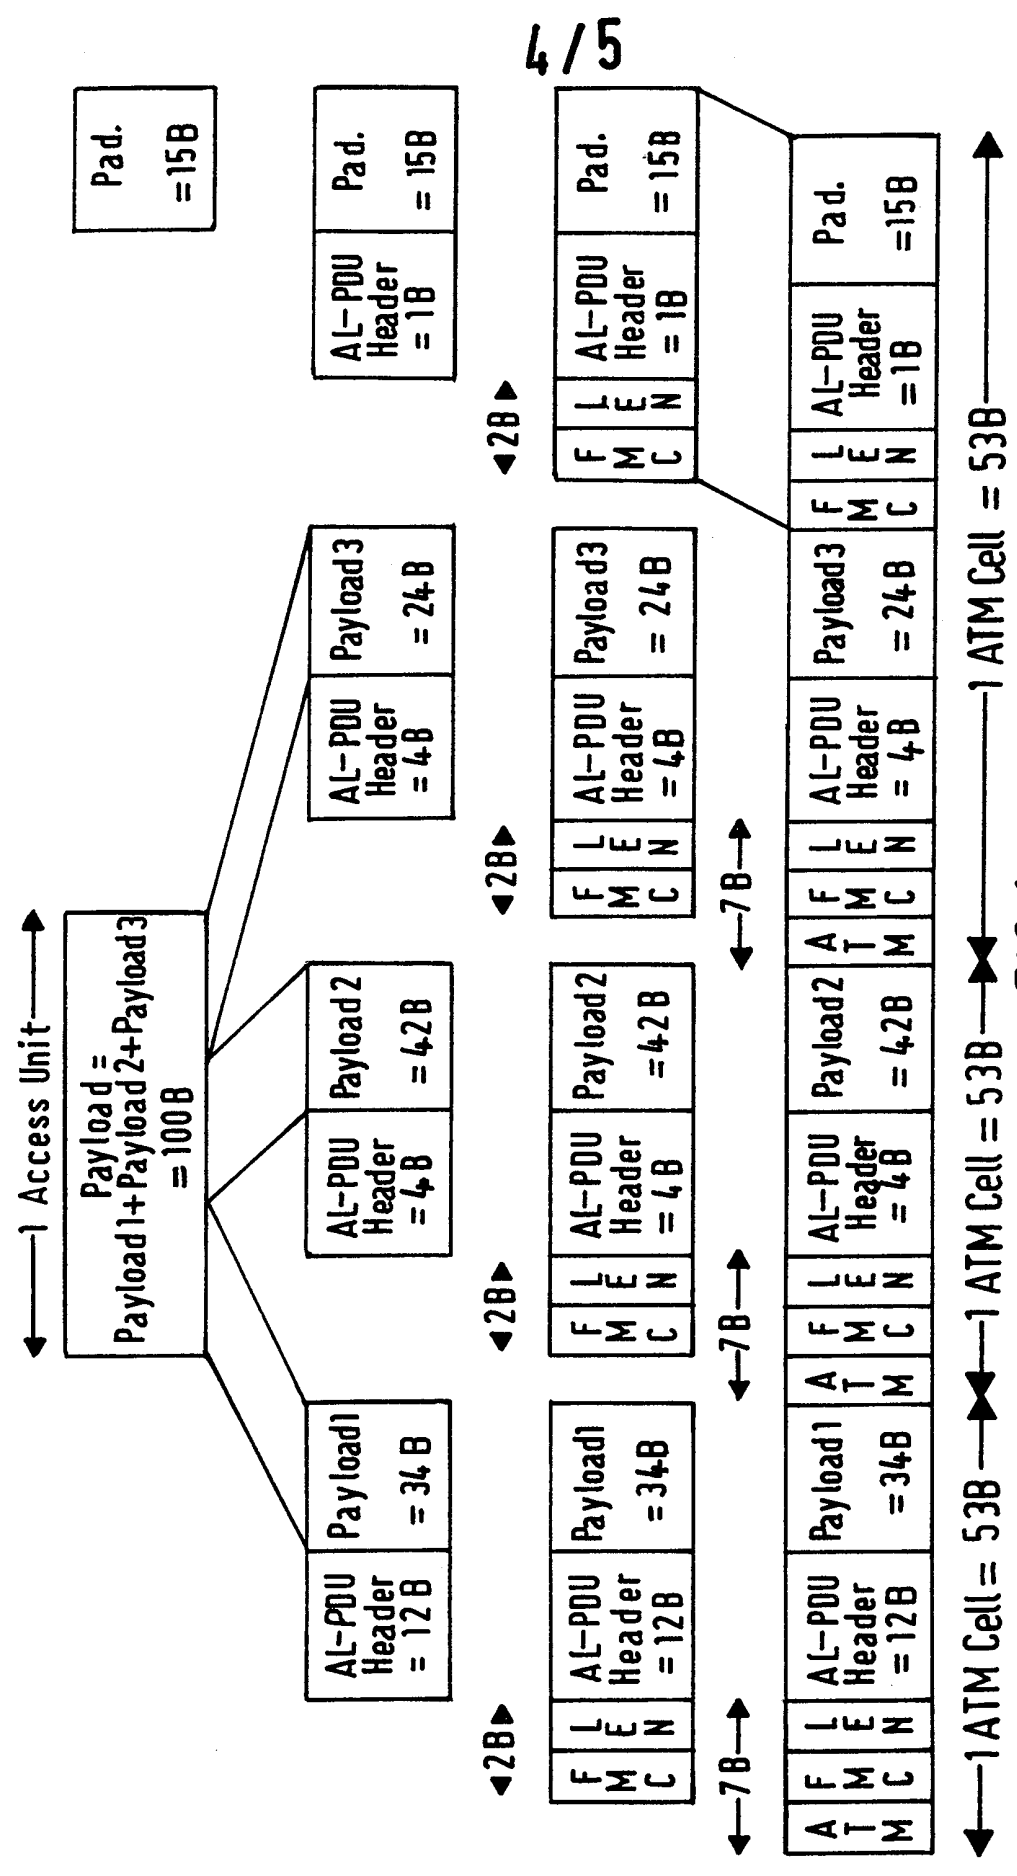 4/5
1 Access Unit
Payload =
Payload1+Payload2+Payload3
=100B
Pad.
=15B
AL-PDU
Header
=12B
Payload1
=34B
AL-PDU
Header
=4B
Payload2
=42B
AL-PDU
Header
=4B
Payload3
=24B
AL-PDU
Header
=1B
Pad.
=15B
2B
2B
2B
2B
FMC
LEN
AL-PDU
Header
=12B
Payload1
=34B
FMC
LEN
AL-PDU
Header
=4B
Payload2
=42B
FMC
LEN
AL-PDU
Header
=4B
Payload3
=24B
FMC
LEN
AL-PDU
Header
=1B
Pad.
=15B
7B
7B
7B
ATM
FMC
LEN
AL-PDU
Header
=12B
Payload1
=34B
ATM
FMC
LEN
AL-PDU
Header
=4B
Payload2
=42B
ATM
FMC
LEN
AL-PDU
Header
=4B
Payload3
=24B
FMC
LEN
AL-PDU
Header
=1B
Pad.
=15B
1 ATM Cell = 53B
1 ATM Cell = 53B
1 ATM Cell = 53B